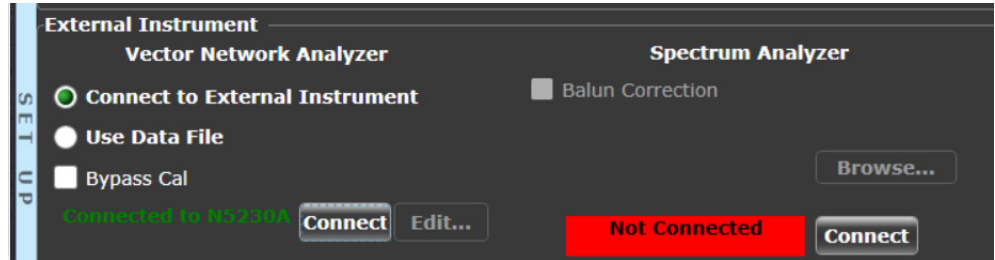 External Instrument
Vector Network Analyzer
Spectrum Analyzer
Connect to External Instrument
Balun Correction
Use Data File
Bypass Cal
Browse...
Connected to N5230A
Connect
Edit...
Not Connected
Connect
SET UP